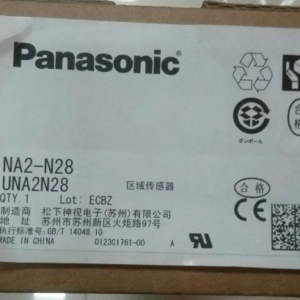 Panasonic
合格
ダンボール
NA2-N28
UNA2N28
区域传感器
QTY. 1 Lot: ECBZ
合格
制造商 松下神视电子(苏州)有限公司
地 址 苏州市苏州新区火炬路97号
执行标准号:GB/T 14048.10
MADE IN CHINA 0123C1761-00 A